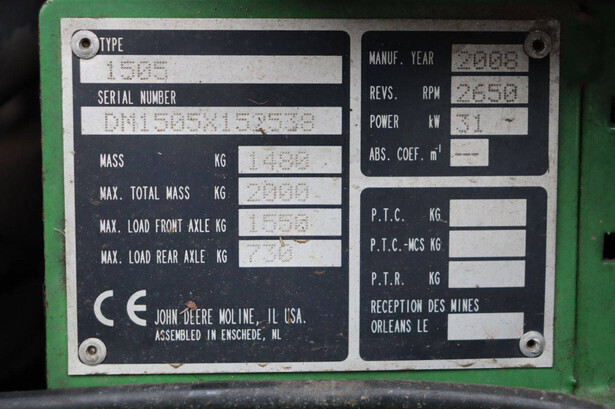 TYPE
1505
SERIAL NUMBER
DM1505X152538
MASS KG 1480
MAX. TOTAL MASS KG 2000
MAX. LOAD FRONT AXLE KG 1550
MAX. LOAD REAR AXLE KG 730
CE JOHN DEERE MOLINE, IL USA.
ASSEMBLED IN ENSCHEDE, NL
MANUF. YEAR 2008
REVS. RPM 2650
POWER kW 31
ABS. COEF. m⁻¹ ---
P.T.C. KG
P.T.C.-MCS KG
P.T.R. KG
RECEPTION DES MINES
ORLEANS LE